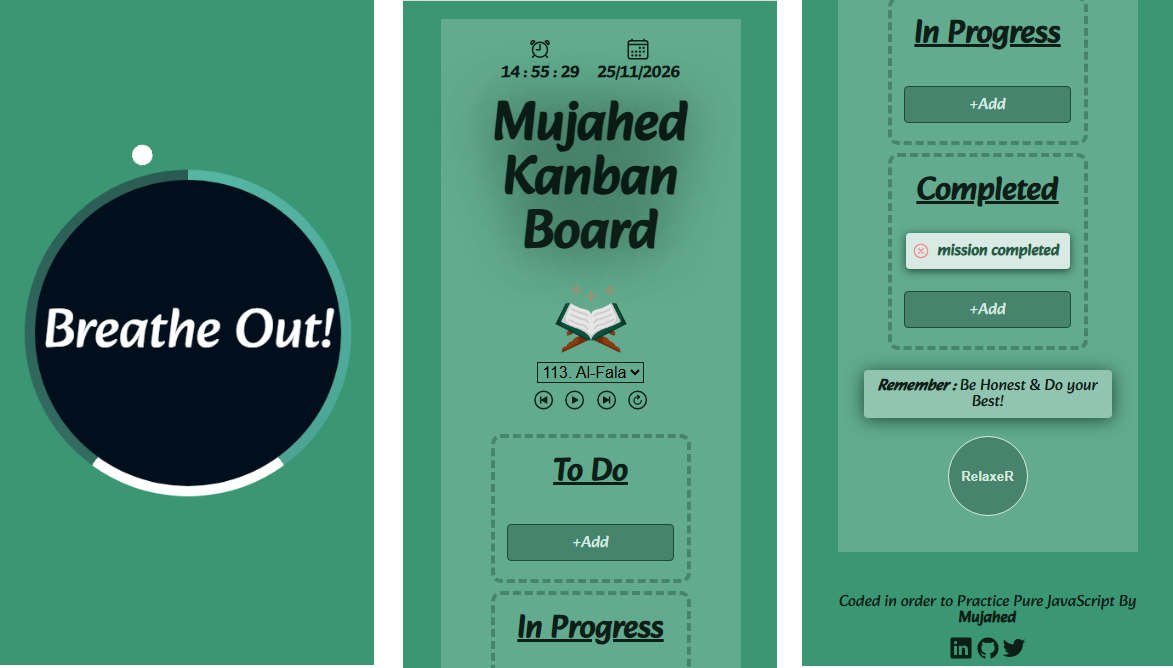 Breathe Out!
14 : 55 : 29 25/11/2026
Mujahed
Kanban
Board
113. Al-Fala
To Do
+Add
In Progress
In Progress
+Add
Completed
mission completed
+Add
Remember : Be Honest & Do your
Best!
RelaxeR
Coded in order to Practice Pure JavaScript By
Mujahed